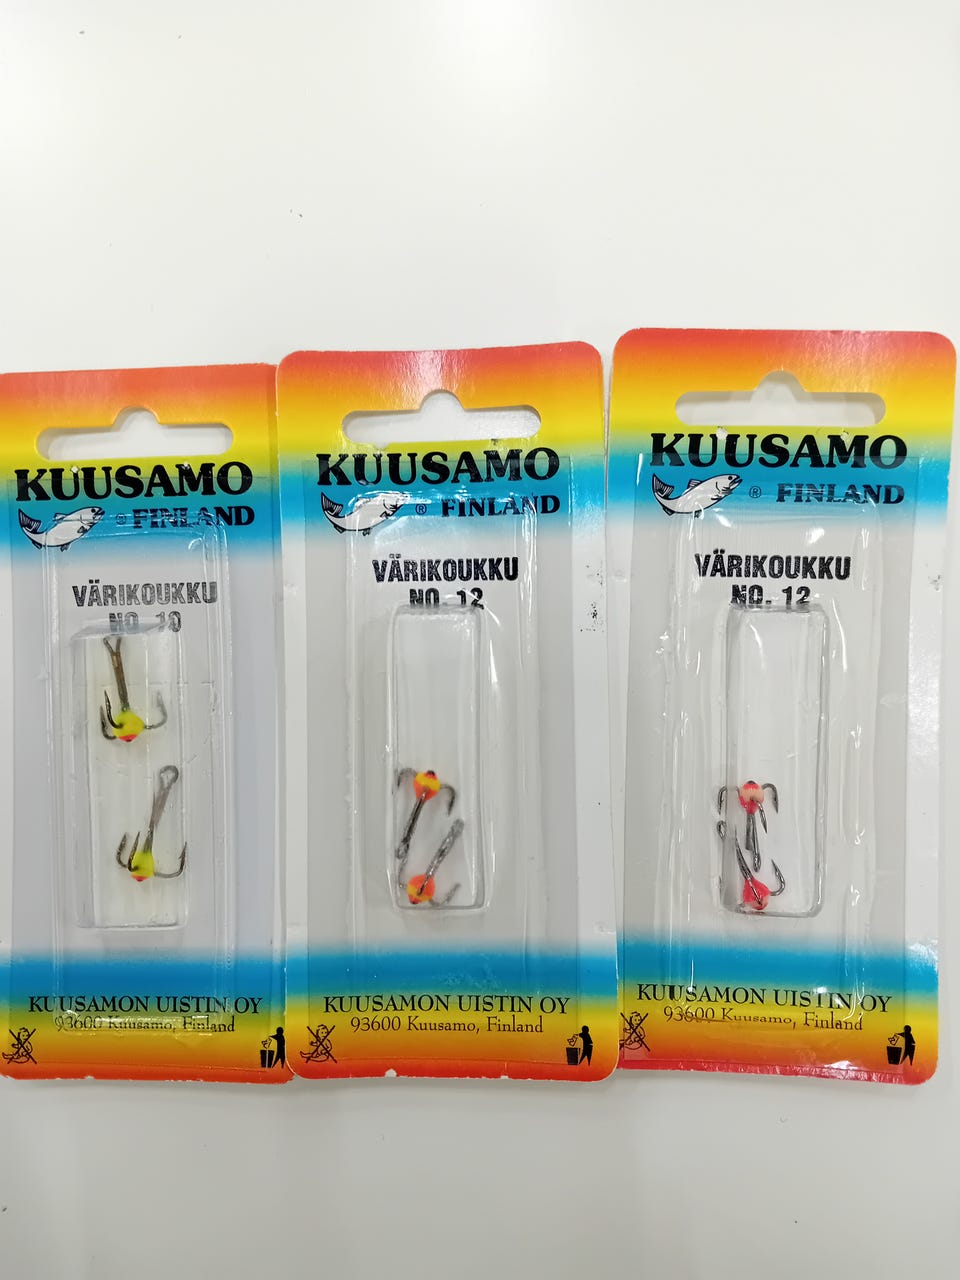 KUUSAMO
® FINLAND
VÄRIKOUKKU
NO. 10
KUUSAMON UISTIN OY
93600 Kuusamo, Finland
KUUSAMO
® FINLAND
VÄRIKOUKKU
NO. 12
KUUSAMON UISTIN OY
93600 Kuusamo, Finland
KUUSAMO
® FINLAND
VÄRIKOUKKU
NO. 12
KUUSAMON UISTIN OY
93600 Kuusamo, Finland